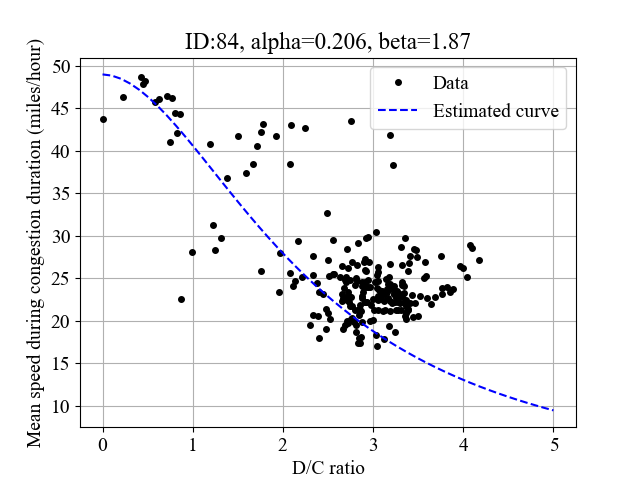 ID:84, alpha=0.206, beta=1.87
Mean speed during congestion duration (miles/hour)
50
45
40
35
30
25
20
15
10
Data
Estimated curve
0 1 2 3 4 5
D/C ratio